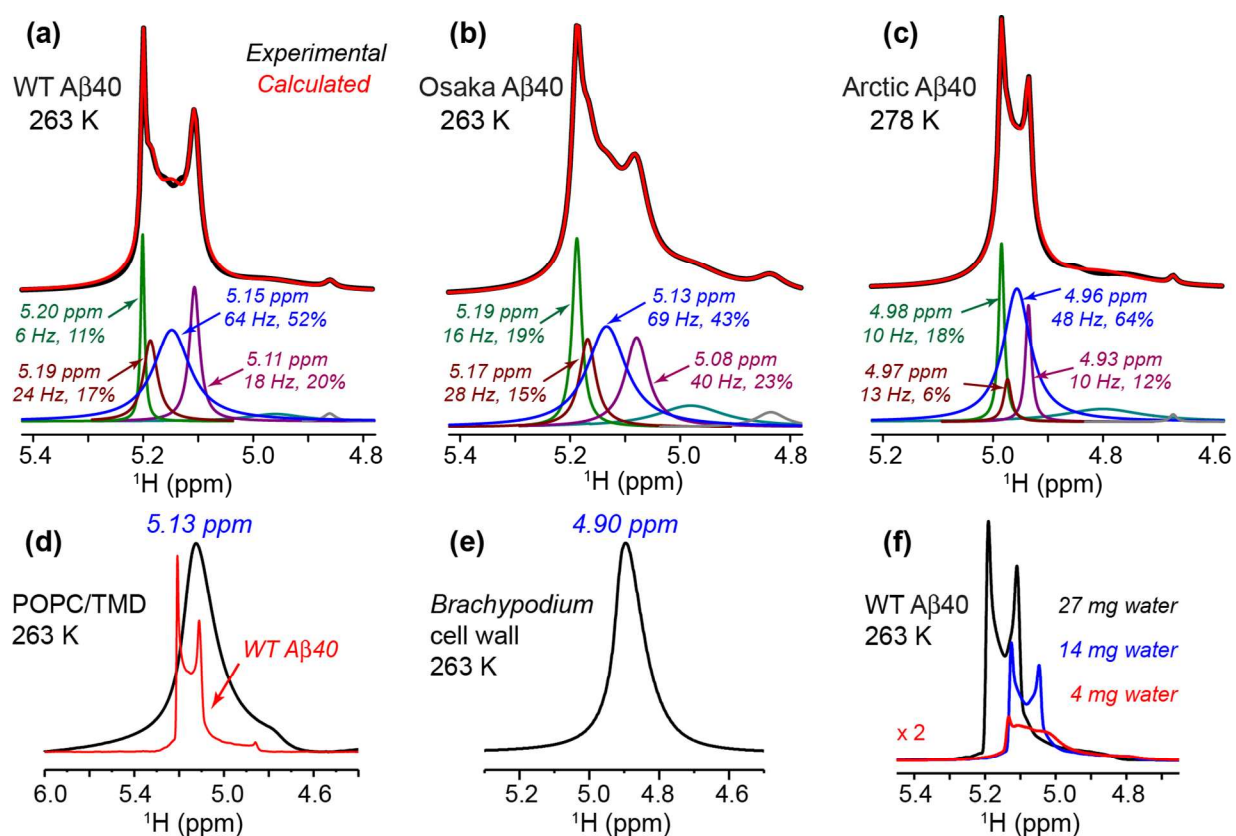 (a)
WT Aβ40
263 K
Experimental
Calculated
5.20 ppm
6 Hz, 11%
5.15 ppm
64 Hz, 52%
5.19 ppm
24 Hz, 17%
5.11 ppm
18 Hz, 20%
5.4 5.2 5.0 4.8
¹H (ppm)
(b)
Osaka Aβ40
263 K
5.19 ppm
16 Hz, 19%
5.13 ppm
69 Hz, 43%
5.17 ppm
28 Hz, 15%
5.08 ppm
40 Hz, 23%
5.4 5.2 5.0 4.8
¹H (ppm)
(c)
Arctic Aβ40
278 K
4.98 ppm
10 Hz, 18%
4.96 ppm
48 Hz, 64%
4.97 ppm
13 Hz, 6%
4.93 ppm
10 Hz, 12%
5.2 5.0 4.8 4.6
¹H (ppm)
(d)
5.13 ppm
POPC/TMD
263 K
WT Aβ40
6.0 5.4 5.0 4.6
¹H (ppm)
(e)
4.90 ppm
Brachypodium
cell wall
263 K
5.2 5.0 4.8 4.6
¹H (ppm)
(f)
WT Aβ40
263 K
27 mg water
14 mg water
4 mg water
x 2
5.4 5.2 5.0 4.8
¹H (ppm)